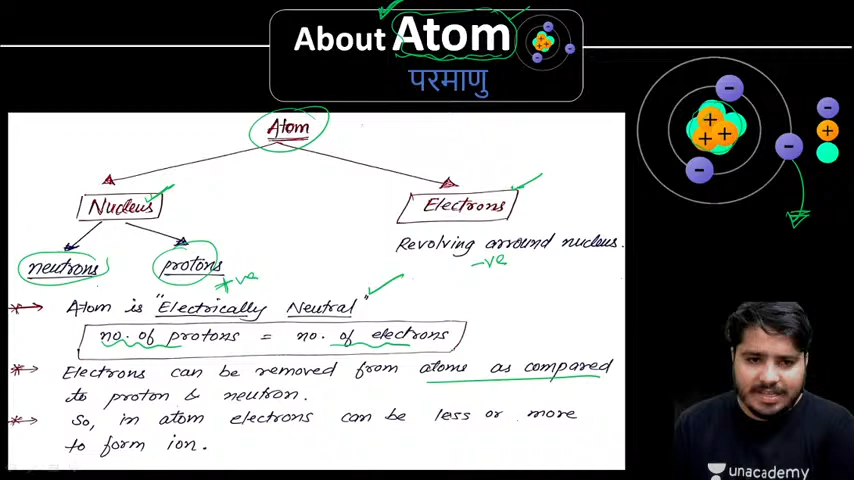 About Atom
परमाणु
Atom
Nucleus
Electrons
neutrons
protons
+ve
Revolving arround nucleus.
-ve
Atom is "Electrically Neutral"
no. of protons = no. of electrons
Electrons can be removed from atoms as compared
to proton & neutron.
So, in atom electrons can be less or more
to form ion.
unacademy